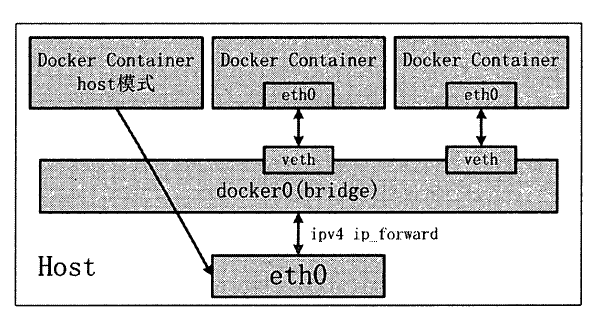 Docker Container
host模式
Docker Container
eth0
Docker Container
eth0
veth
veth
docker0(bridge)
ipv4 ip_forward
Host
eth0